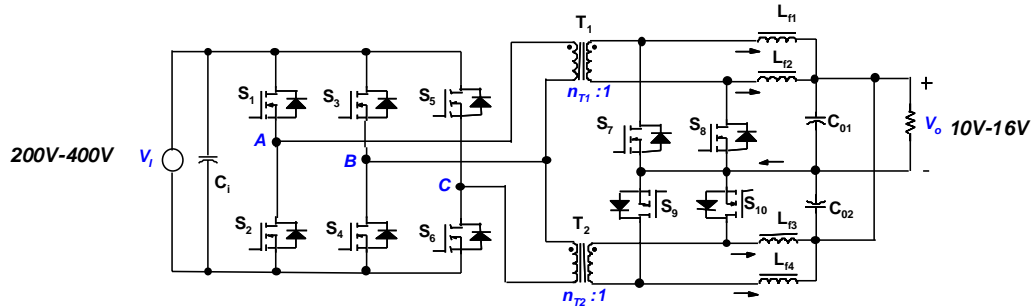 T1
Lf1
Lf2
nT1 :1
S1
S3
S5
S7
S8
A
B
C
200V-400V
VI
Ci
C01
+
Vo
10V-16V
-
S2
S4
S6
S9
S10
T2
C02
Lf3
Lf4
nT2 :1